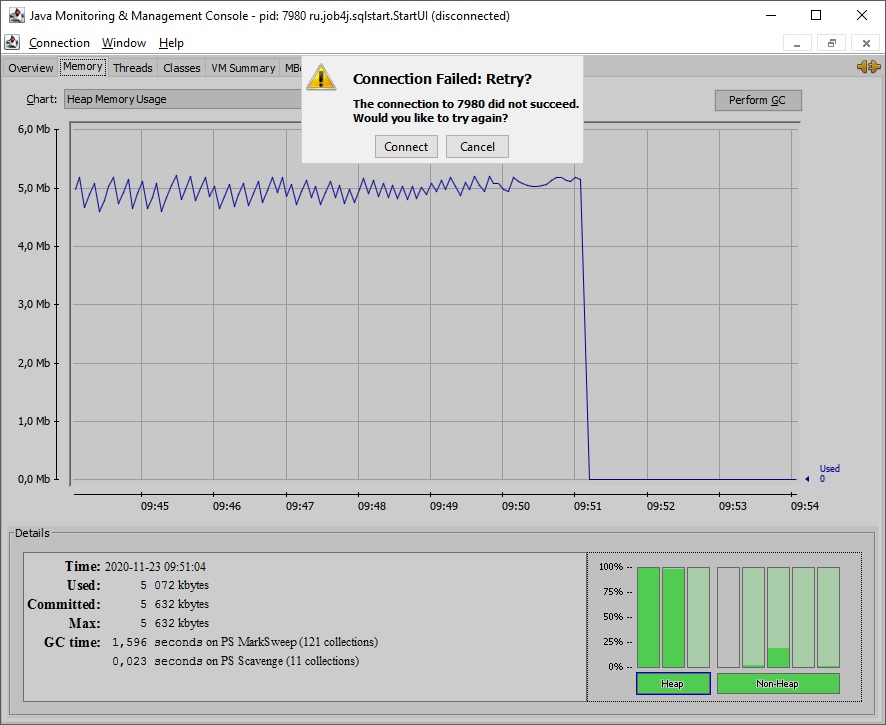 Java Monitoring & Management Console - pid: 7980 ru.job4j.sqlstart.StartUI (disconnected)
Connection Window Help
Overview Memory Threads Classes VM Summary MBe
Connection Failed: Retry?
The connection to 7980 did not succeed.
Would you like to try again?
Connect Cancel
Chart: Heap Memory Usage
Perform GC
6,0 Mb
5,0 Mb
4,0 Mb
3,0 Mb
2,0 Mb
1,0 Mb
0,0 Mb
Used
0
09:45 09:46 09:47 09:48 09:49 09:50 09:51 09:52 09:53 09:54
Details
Time: 2020-11-23 09:51:04
Used: 5 072 kbytes
Committed: 5 632 kbytes
Max: 5 632 kbytes
GC time: 1,596 seconds on PS MarkSweep (121 collections)
0,023 seconds on PS Scavenge (11 collections)
100% --
75% --
50% --
25% --
0% --
Heap Non-Heap